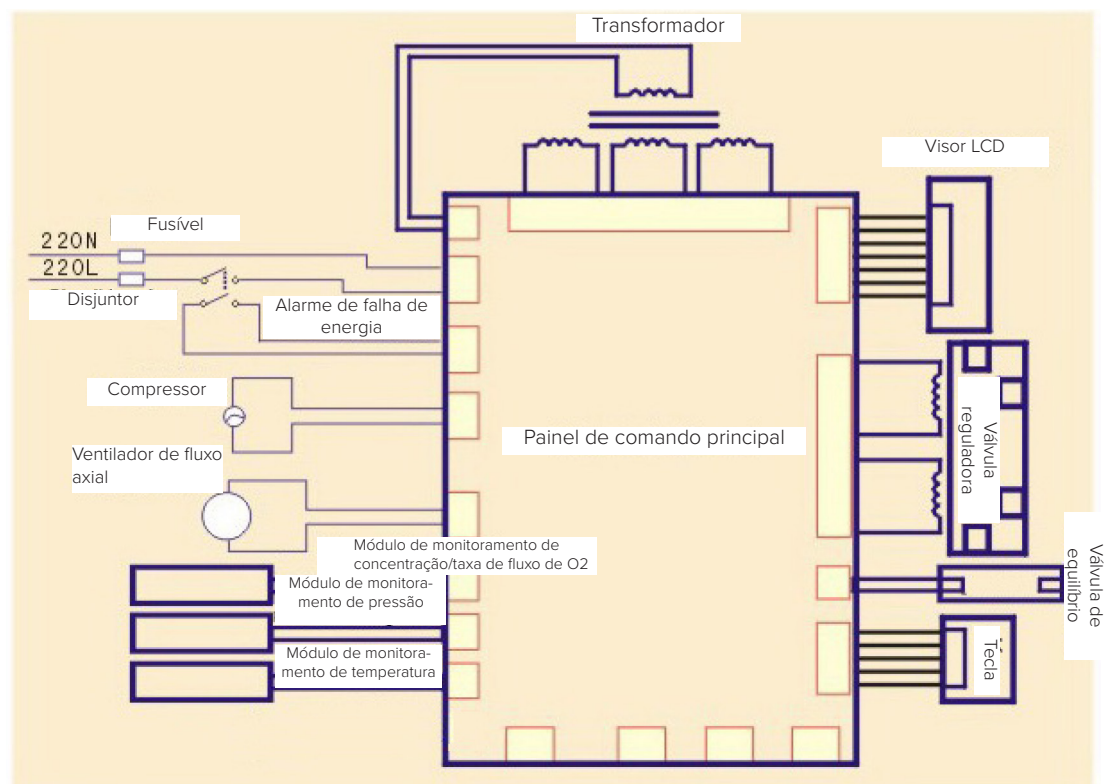 Transformador
Visor LCD
Fusível
220N
220L
Disjuntor
Alarme de falha de
energia
Compressor
Painel de comando principal
Válvula
reguladora
Ventilador de fluxo
axial
Módulo de monitoramento de
concentração/taxa de fluxo de O2
Módulo de monitora-
mento de pressão
Válvula de
equilíbrio
Módulo de monitora-
mento de temperatura
Tecla